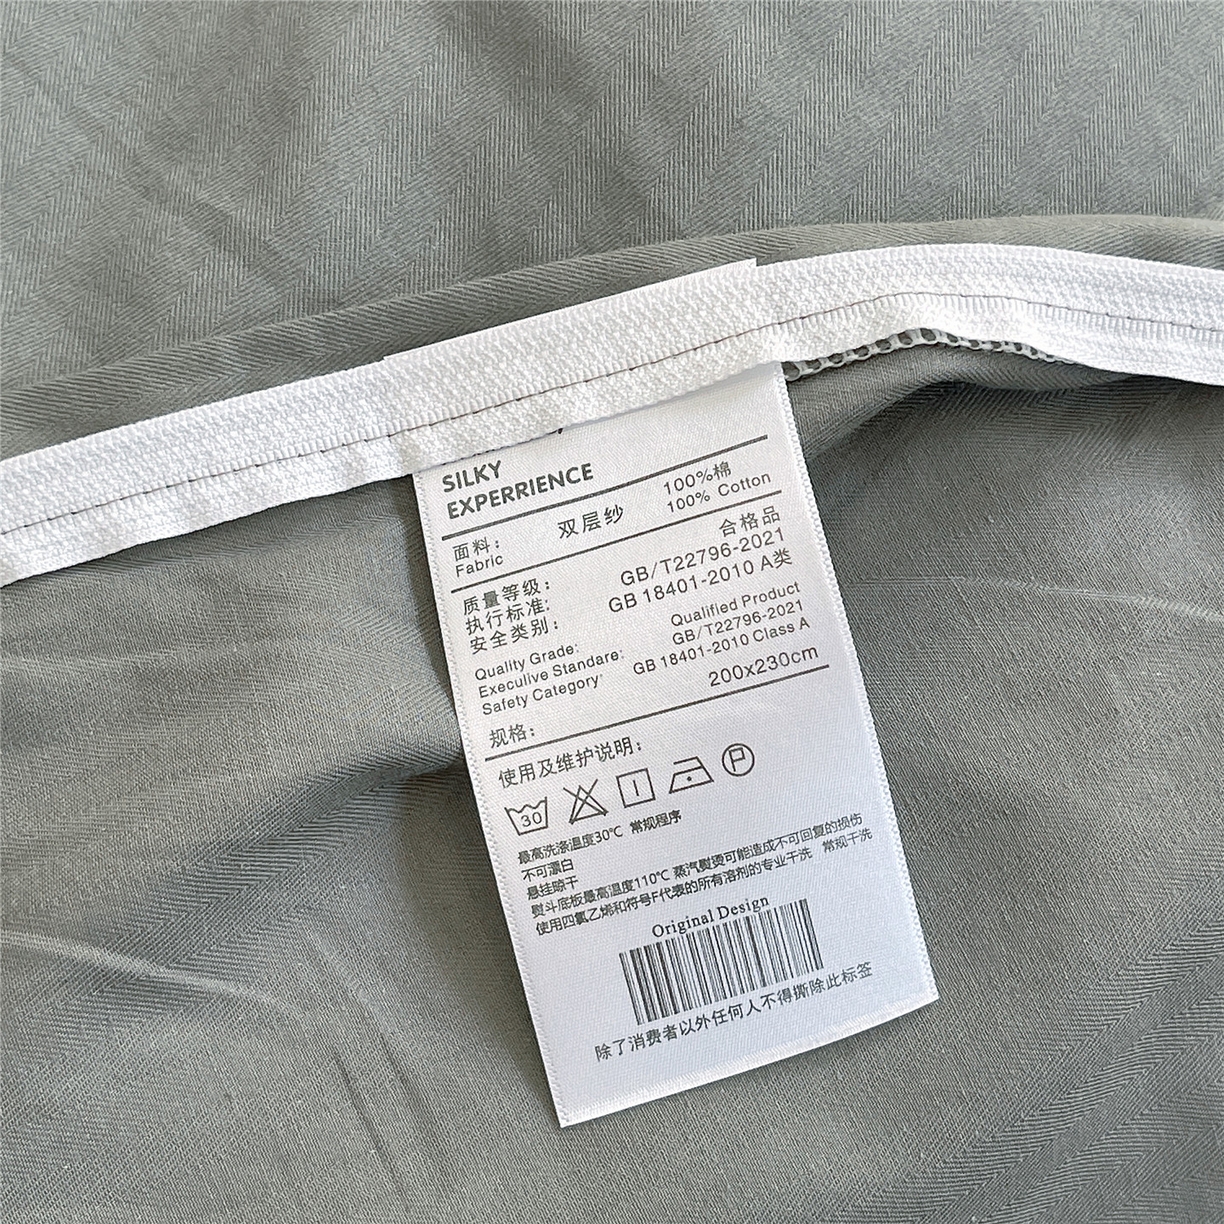 SILKY
EXPERRIENCE
面料： 双层纱 100%棉
Fabric 100% Cotton
质量等级： 合格品
执行标准: GB/T22796-2021
安全类别： GB 18401-2010 A类
Quality Grade: Qualified Product
Execulive Standare: GB/T22796-2021
Safety Category: GB 18401-2010 Class A
规格： 200x230cm
使用及维护说明：
30
P
最高洗涤温度30℃ 常规程序
不可漂白
悬挂晾干
熨斗底板最高温度110℃ 蒸汽熨烫可能造成不可回复的损伤
使用四氯乙烯和符号F代表的所有溶剂的专业干洗 常规干洗
Original Design
除了消费者以外任何人不得撕除此标签